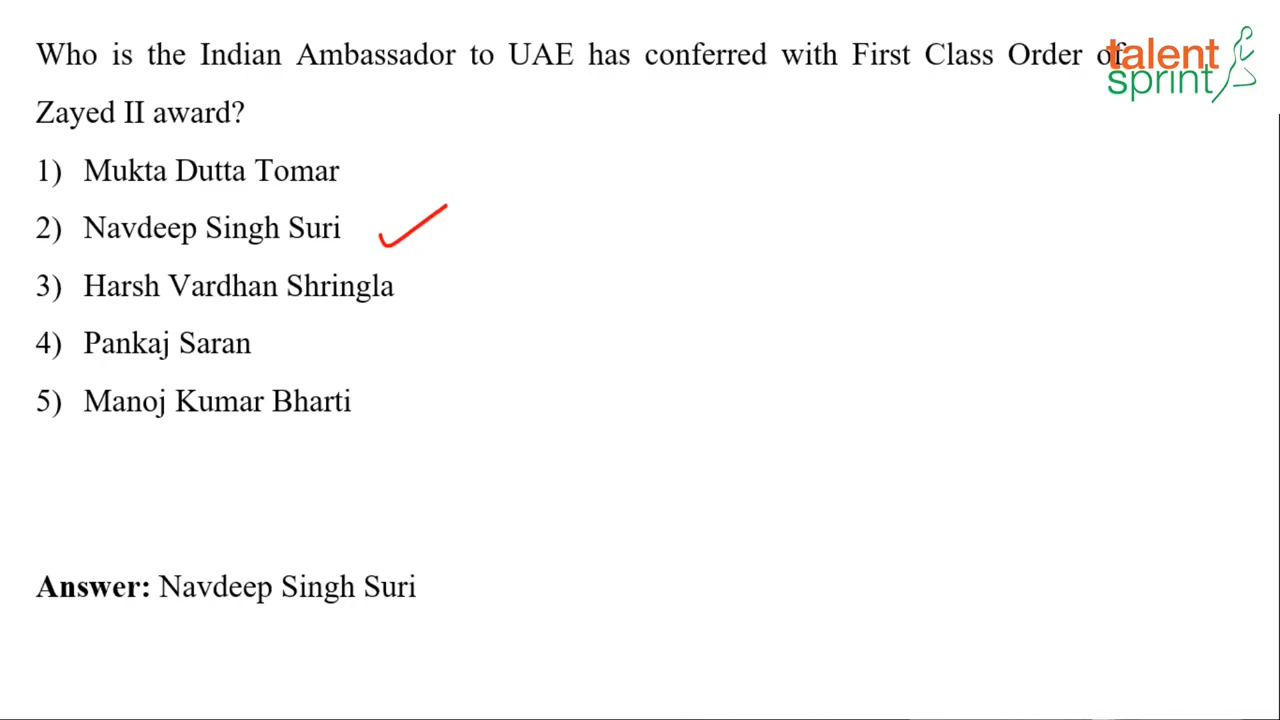 Who is the Indian Ambassador to UAE has conferred with First Class Order of
Zayed II award?
1) Mukta Dutta Tomar
2) Navdeep Singh Suri
3) Harsh Vardhan Shringla
4) Pankaj Saran
5) Manoj Kumar Bharti
Answer: Navdeep Singh Suri
talent
sprint